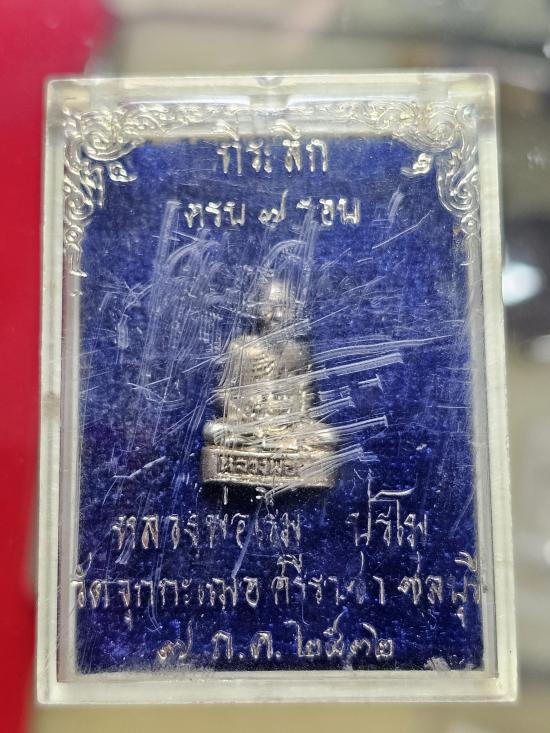 ที่ระลึก
ครบ ๗ รอบ
หลวงพ่อ
หลวงพ่อเริ่ม ปรโม
วัดจุกกะเฌอ ศรีราชา ชลบุรี
๗ ก.ค. ๒๕๓๒